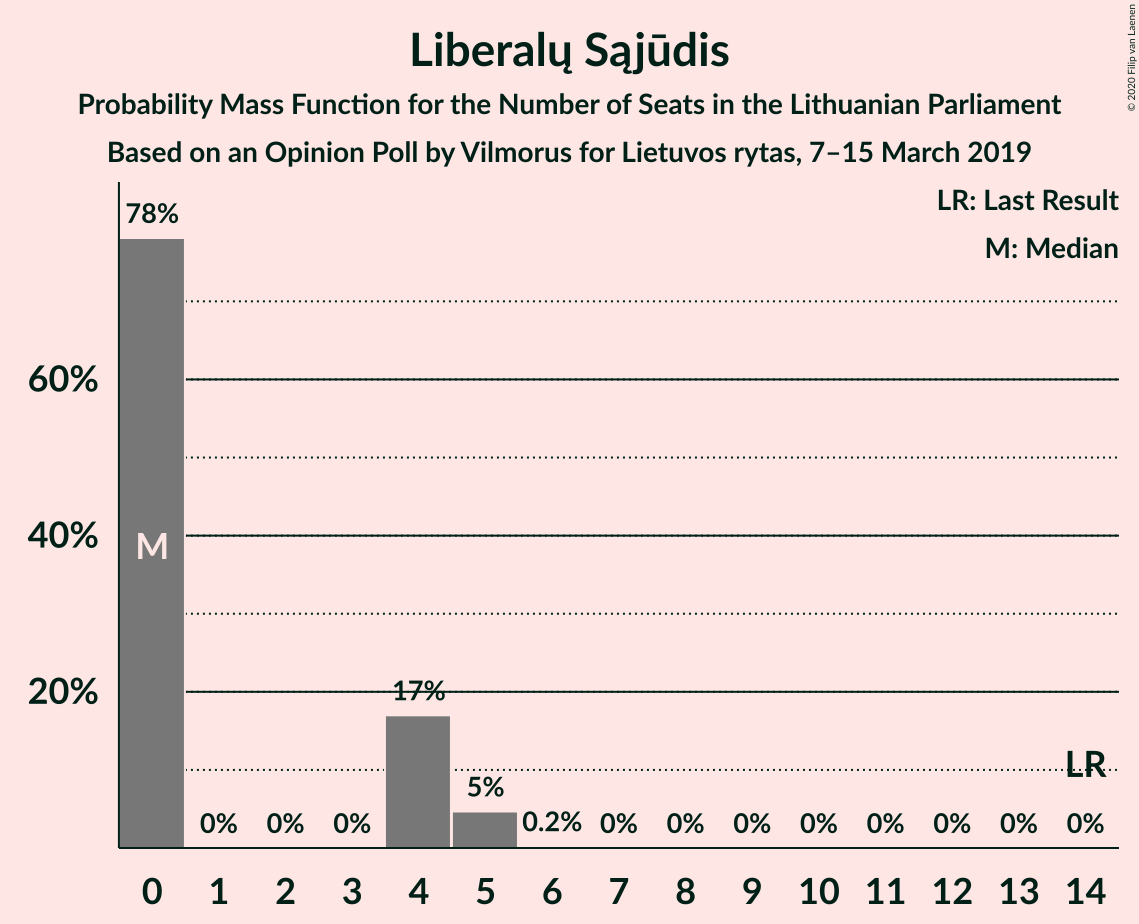 © 2020 Filip van Laenen
Liberalų Sąjūdis
Probability Mass Function for the Number of Seats in the Lithuanian Parliament
Based on an Opinion Poll by Vilmorus for Lietuvos rytas, 7–15 March 2019
LR: Last Result
M: Median
78%
60%
40%
M
20%
17%
LR
5%
0% 0% 0% 0.2% 0% 0% 0% 0% 0% 0% 0% 0%
0 1 2 3 4 5 6 7 8 9 10 11 12 13 14